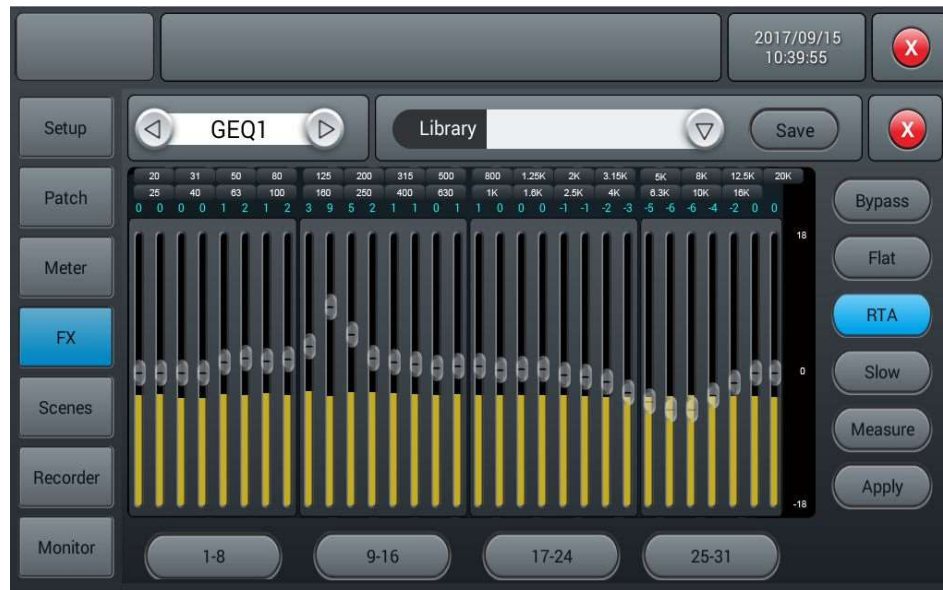 2017/09/15
10:39:55
X
Setup
GEQ1
Library
Save
X
20 31 50 80 125 200 315 500 800 1.25K 2K 3.15K 5K 8K 12.5K 20K
25 40 63 100 160 250 400 630 1K 1.6K 2.5K 4K 6.3K 10K 16K
0 0 0 0 1 2 1 2 3 9 5 2 1 1 0 1 1 0 0 0 -1 -1 -2 -3 -5 -6 -6 -4 -2 0 0
Patch
Bypass
18
Meter
Flat
FX
RTA
0
Slow
Scenes
Measure
Recorder
Apply
-18
Monitor
1-8
9-16
17-24
25-31